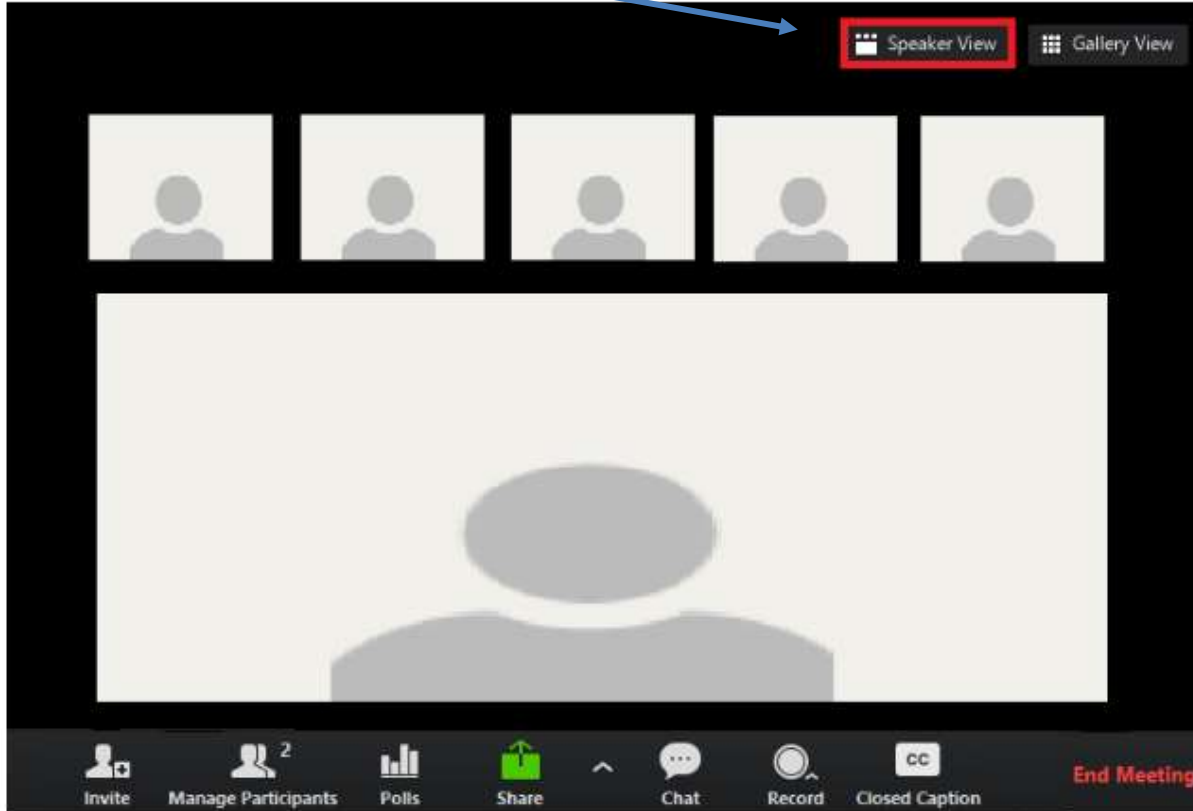 Speaker View Gallery View
2
CC
Invite Manage Participants Polls Share Chat Record Closed Caption End Meeting